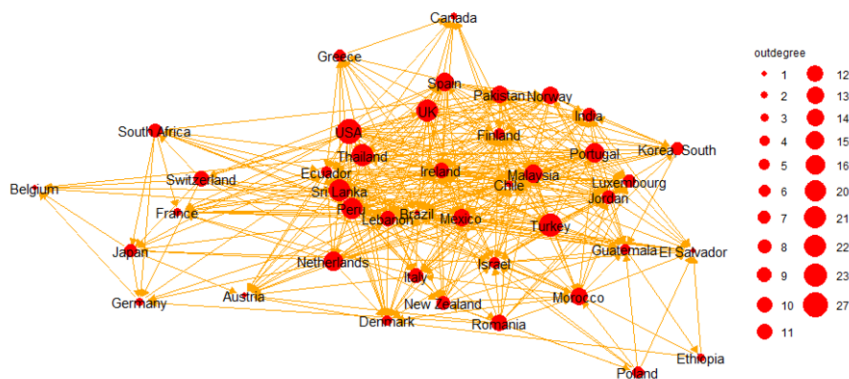 Canada
Greece
outdegree
Spain
1 12
Pakistan Norway
2 13
UK
India
3 14
South Africa
USA
Finland
4 15
Thailand
Portugal
Korea, South
5 16
Switzerland
Ecuador
Ireland
Malaysia
Luxembourg
Belgium
Sri Lanka
Chile
Jordan
6 20
France
Peru
Lebanon
Brazil
Mexico
Turkey
7 21
Japan
Guatemala
El Salvador
8 22
Netherlands
Italy
Israel
9 23
Germany
Austria
New Zealand
Morocco
10 27
Denmark
Romania
11
Poland
Ethiopia